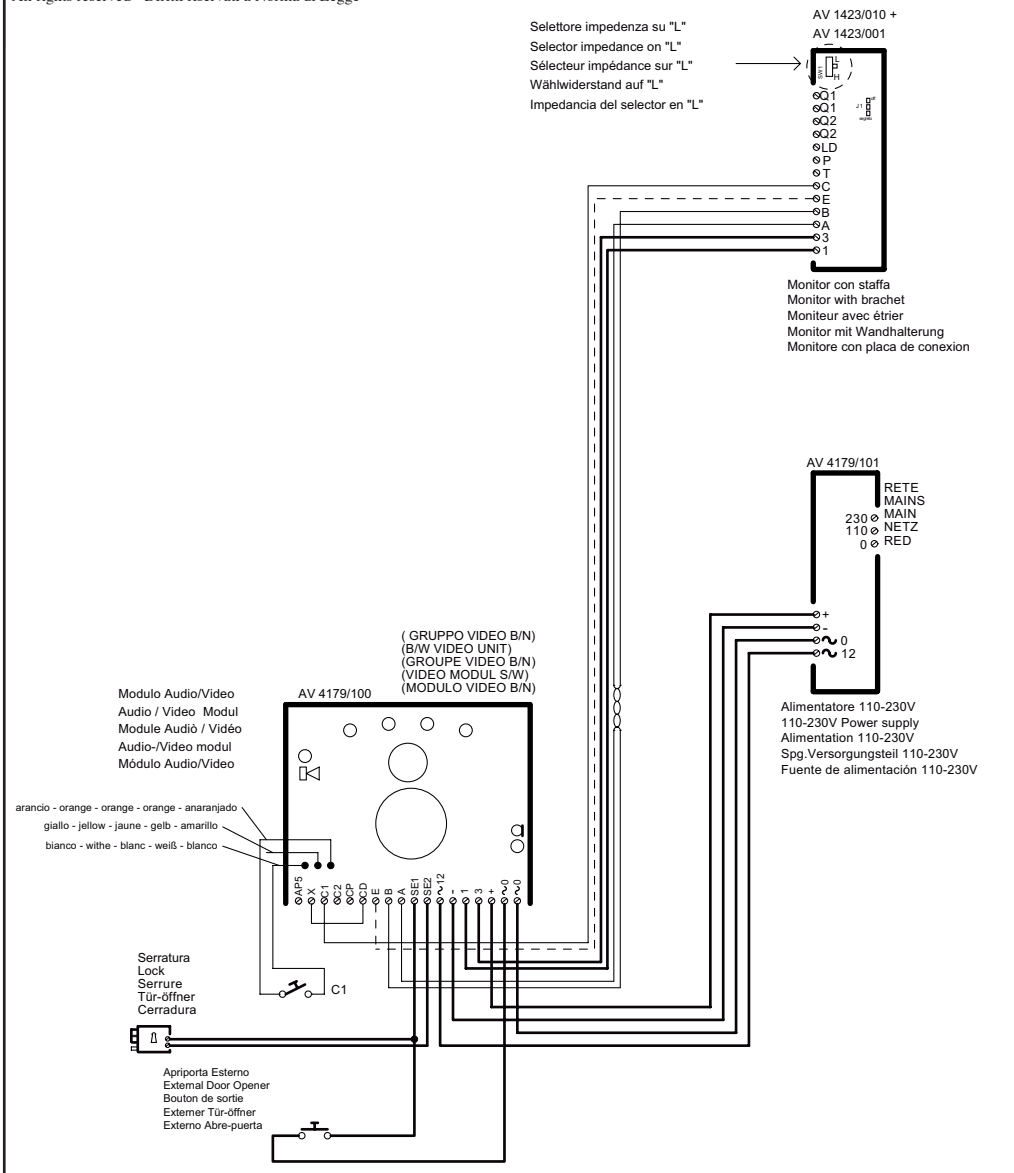 Selettore impedenza su "L"
Selector impedance on "L"
Sélecteur impédance sur "L"
Wählwiderstand auf "L"
Impedancia del selector en "L"
AV 1423/010 +
AV 1423/001
SW1
L
H
J1
Q1
Q1
Q2
Q2
LD
P
T
C
E
B
A
3
1
Monitor con staffa
Monitor with brachet
Moniteur avec étrier
Monitor mit Wandhalterung
Monitore con placa de conexion
AV 4179/101
RETE
MAINS
230 MAIN
110 NETZ
0 RED
+
-
0
12
Alimentatore 110-230V
110-230V Power supply
Alimentation 110-230V
Spg.Versorgungsteil 110-230V
Fuente de alimentación 110-230V
( GRUPPO VIDEO B/N)
(B/W VIDEO UNIT)
(GROUPE VIDEO B/N)
(VIDEO MODUL S/W)
(MODULO VIDEO B/N)
AV 4179/100
Modulo Audio/Video
Audio / Video Modul
Module Audiò / Vidéo
Audio-/Video modul
Módulo Audio/Video
arancio - orange - orange - orange - anaranjado
giallo - jellow - jaune - gelb - amarillo
bianco - withe - blanc - weiß - blanco
AP5 X C1 C2 CP CD E B A SE1 SE2 ~12 - 1 3 + ~0 ~0
C1
Serratura
Lock
Serrure
Tür-öffner
Cerradura
Apriporta Esterno
External Door Opener
Bouton de sortie
Externer Tür-öffner
Externo Abre-puerta